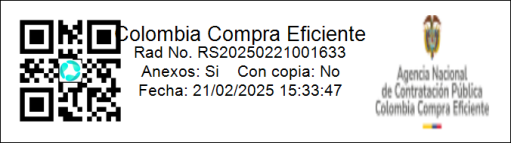 Colombia Compra Eficiente
Rad No. RS20250221001633
Anexos: Si Con copia: No
Fecha: 21/02/2025 15:33:47
Agencia Nacional
de Contratación Pública
Colombia Compra Eficiente